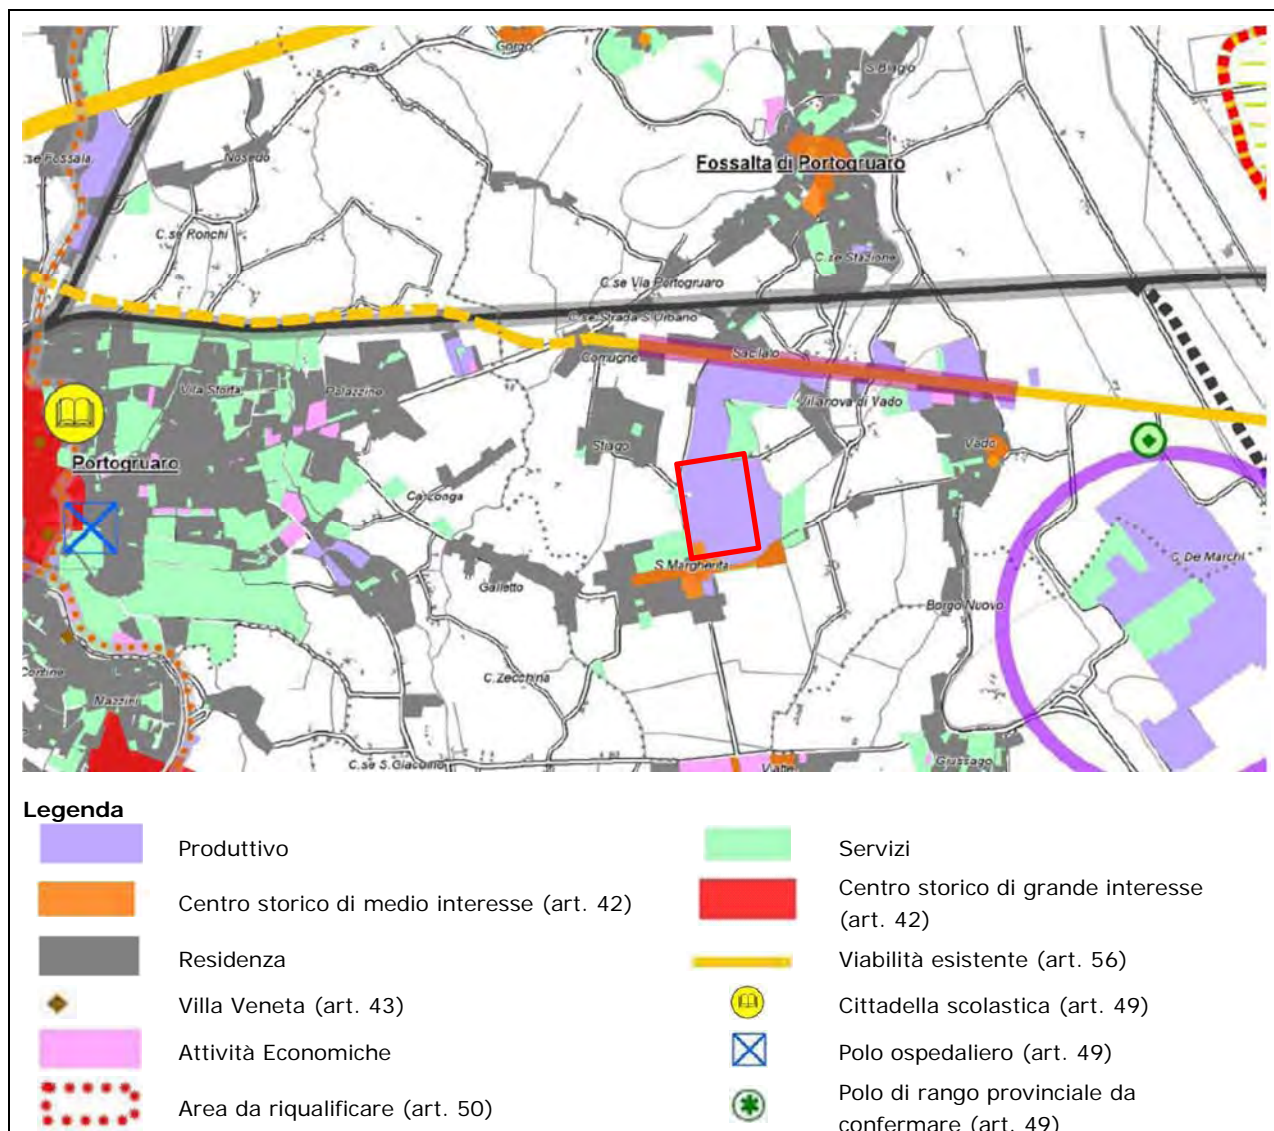 Gorgo
S.Biagio
Nosedo
Fossalta di Portogruaro
C.se Ronchi
C.se Stazione
C.se Via Portogruaro
C.se Strada S.Urbano
Comugne
Sacilato
Villa Storta
Palazzine
Villanova di Vado
Stiago
Vado
Portogruaro
C. De Marchi
S.Margherita
Galletto
Borgo Nuovo
C.Zecchina
Mazzini
C.se S.Giacomo
Legenda
Produttivo
Servizi
Centro storico di medio interesse (art. 42)
Centro storico di grande interesse
(art. 42)
Residenza
Viabilità esistente (art. 56)
Villa Veneta (art. 43)
Cittadella scolastica (art. 49)
Attività Economiche
Polo ospedaliero (art. 49)
Area da riqualificare (art. 50)
Polo di rango provinciale da
confermare (art. 49)